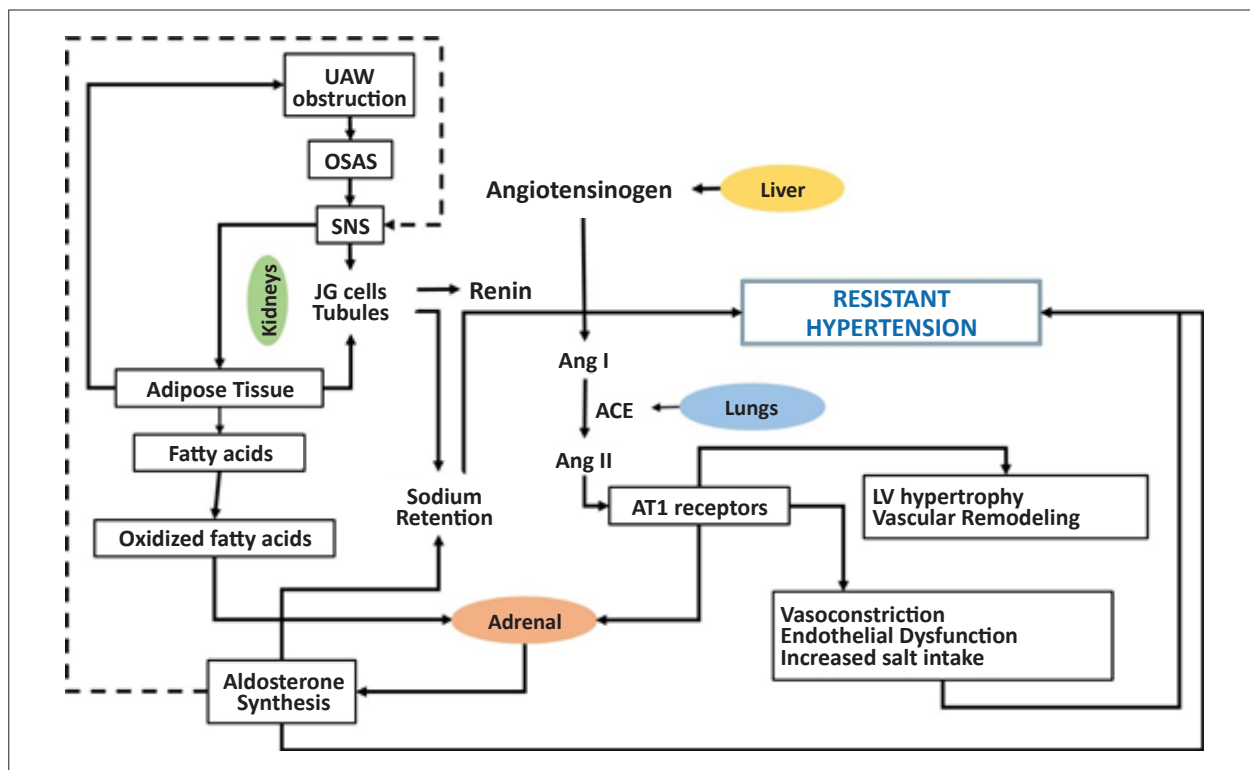 UAW
obstruction
OSAS
SNS
Kidneys
JG cells
Tubules
Renin
Angiotensinogen
Liver
RESISTANT
HYPERTENSION
Ang I
ACE
Lungs
Ang II
Adipose Tissue
Fatty acids
Oxidized fatty acids
Sodium
Retention
AT1 receptors
LV hypertrophy
Vascular Remodeling
Vasoconstriction
Endothelial Dysfunction
Increased salt intake
Adrenal
Aldosterone
Synthesis